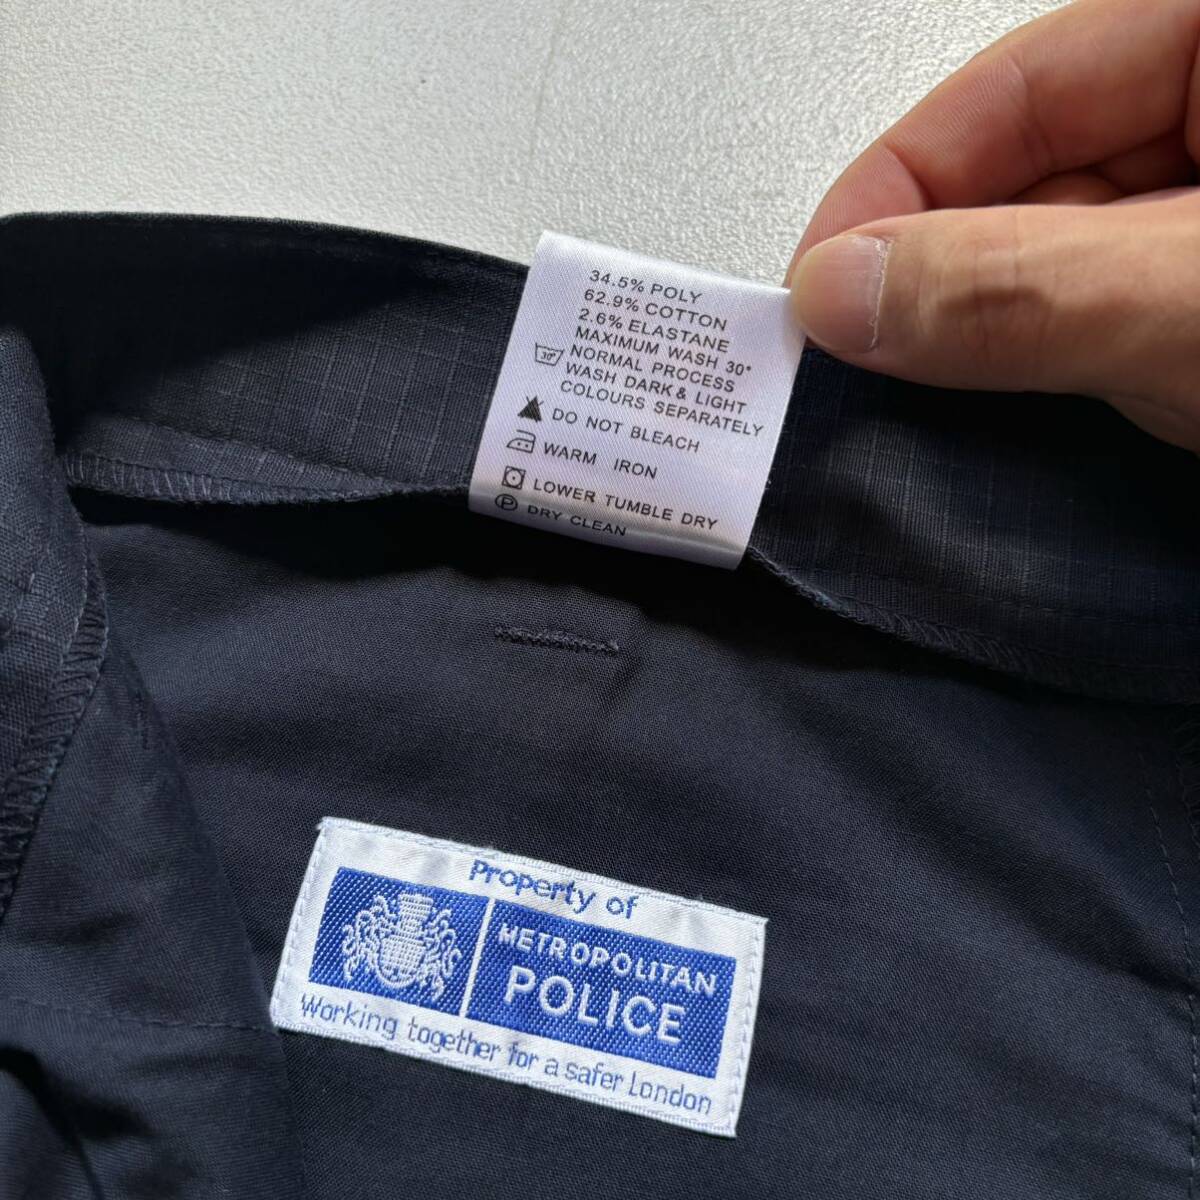 34.5% POLY
62.9% COTTON
2.6% ELASTANE
MAXIMUM WASH 30°
30° NORMAL PROCESS
WASH DARK & LIGHT
COLOURS SEPARATELY
DO NOT BLEACH
WARM IRON
LOWER TUMBLE DRY
P DRY CLEAN
Property of
METROPOLITAN
POLICE
Working together for a safer London